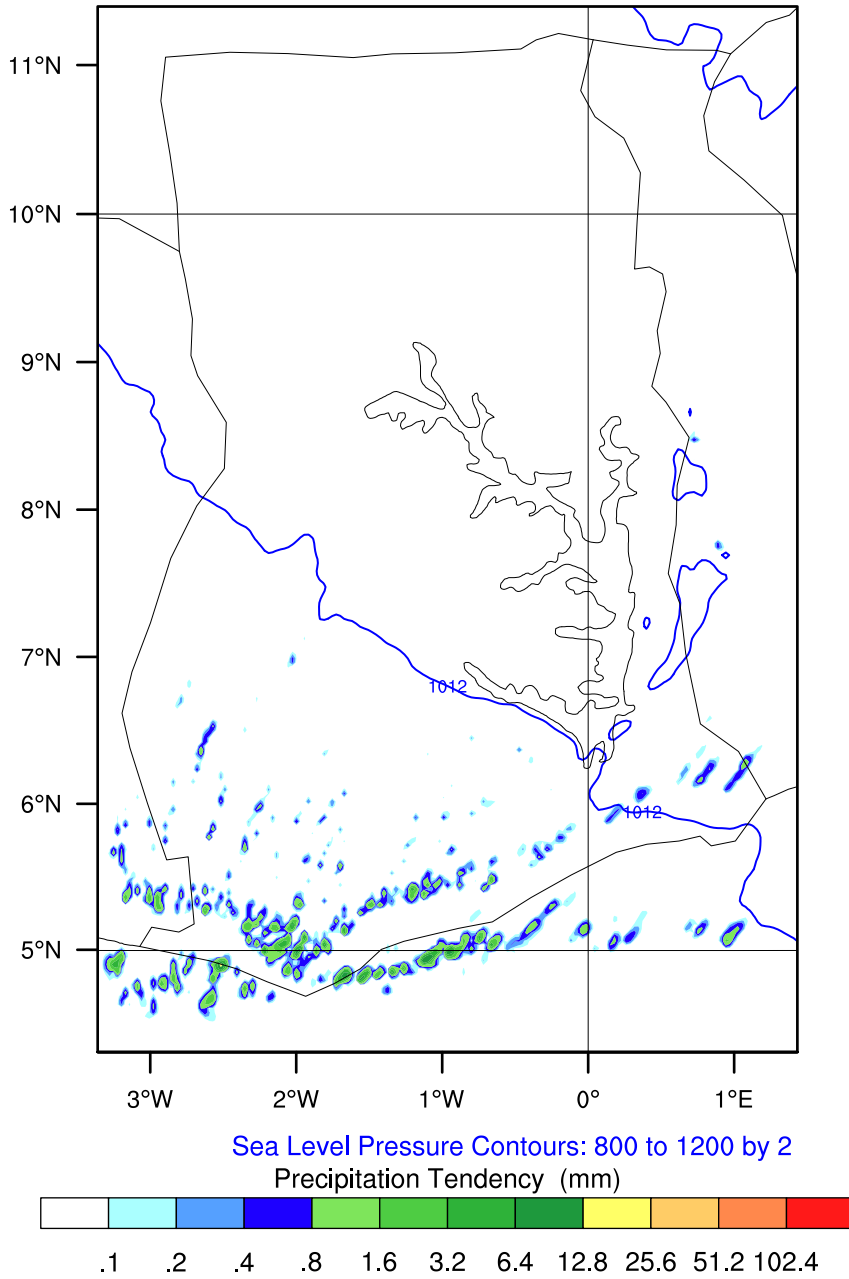 11°N
10°N
9°N
8°N
7°N
1012
6°N
1012
5°N
3°W 2°W 1°W 0° 1°E
Sea Level Pressure Contours: 800 to 1200 by 2
Precipitation Tendency (mm)
.1 .2 .4 .8 1.6 3.2 6.4 12.8 25.6 51.2 102.4